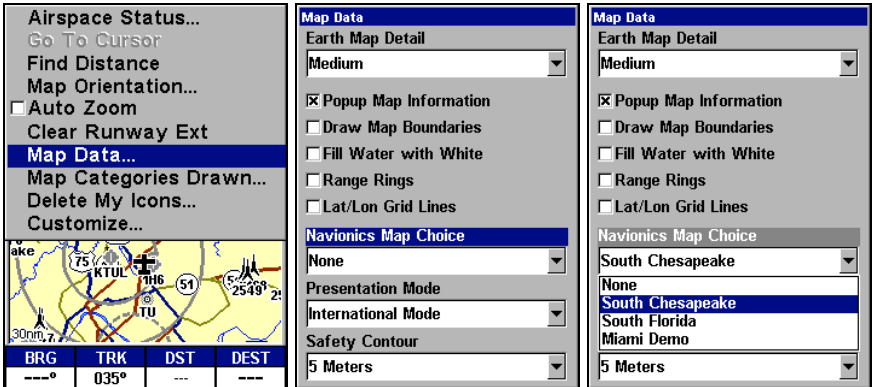 Airspace Status...
Go To Cursor
Find Distance
Map Orientation...
Auto Zoom
Clear Runway Ext
Map Data...
Map Categories Drawn...
Delete My Icons...
Customize...
ake
75
KTUL
1H6
51
2549'
TU
30nm
BRG TRK DST DEST
---° 035° --- ---
Map Data
Earth Map Detail
Medium
Popup Map Information
Draw Map Boundaries
Fill Water with White
Range Rings
Lat/Lon Grid Lines
Navionics Map Choice
None
Presentation Mode
International Mode
Safety Contour
5 Meters
Map Data
Earth Map Detail
Medium
Popup Map Information
Draw Map Boundaries
Fill Water with White
Range Rings
Lat/Lon Grid Lines
Navionics Map Choice
South Chesapeake
None
South Chesapeake
South Florida
Miami Demo
5 Meters